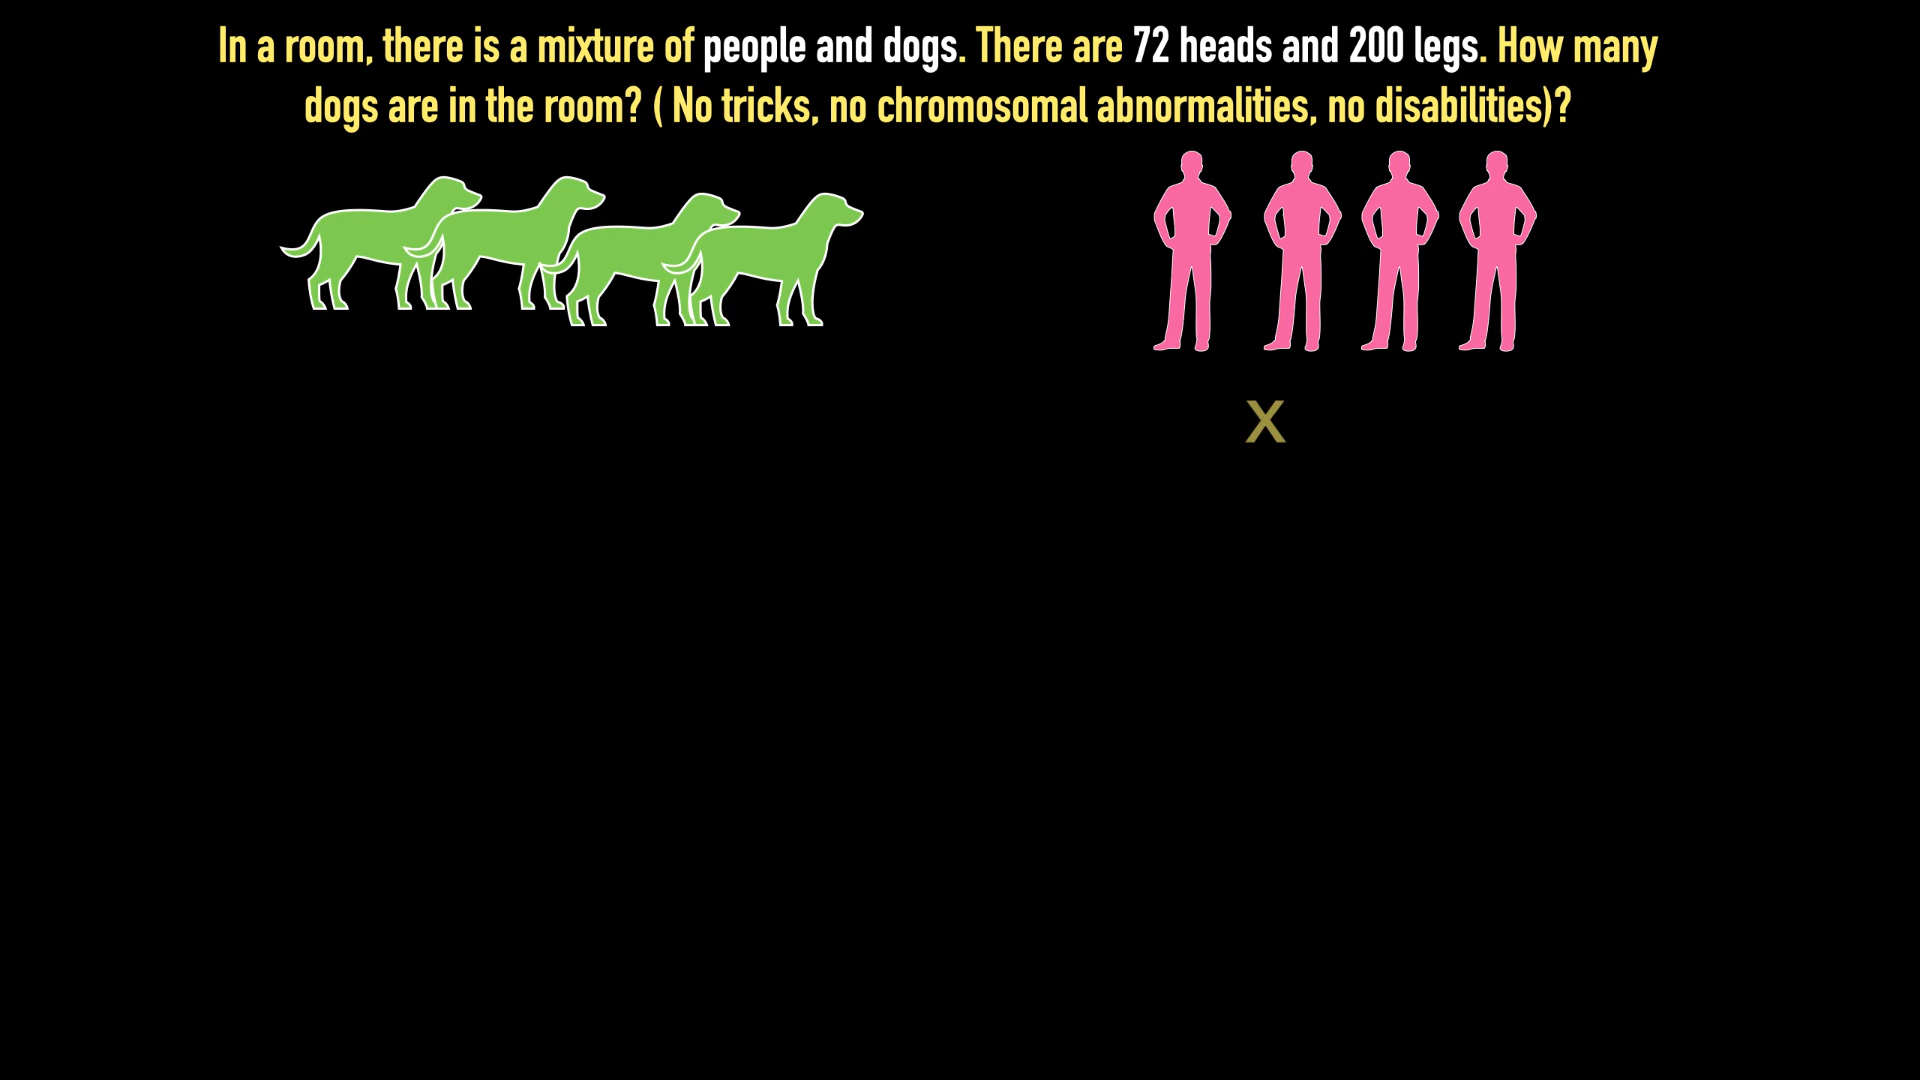 In a room, there is a mixture of people and dogs. There are 72 heads and 200 legs. How many
dogs are in the room? ( No tricks, no chromosomal abnormalities, no disabilities)?
X